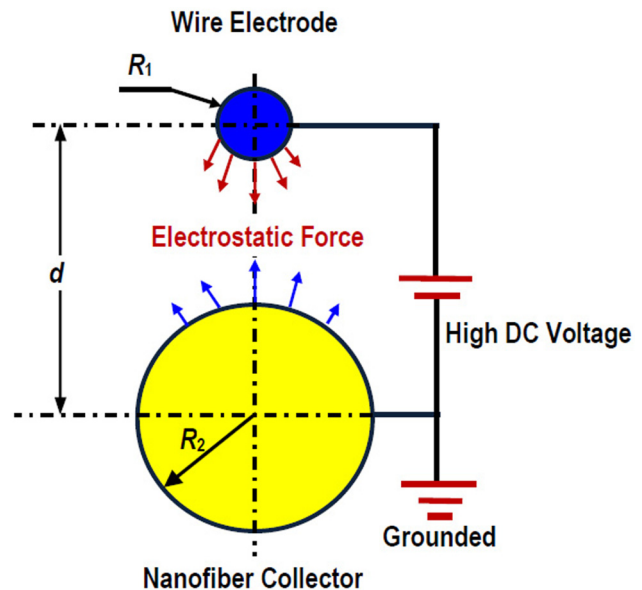 Wire Electrode
R1
Electrostatic Force
d
High DC Voltage
R2
Grounded
Nanofiber Collector